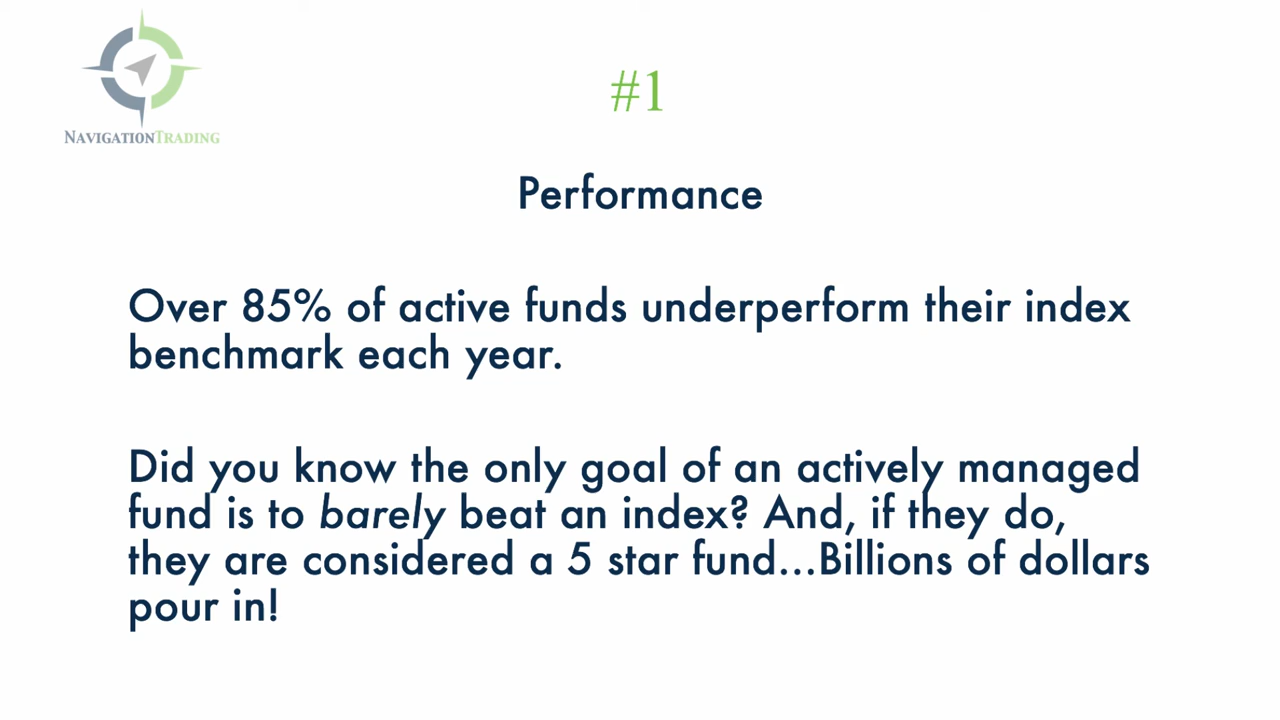 NAVIGATIONTRADING
#1
Performance
Over 85% of active funds underperform their index
benchmark each year.
Did you know the only goal of an actively managed
fund is to barely beat an index? And, if they do,
they are considered a 5 star fund...Billions of dollars
pour in!